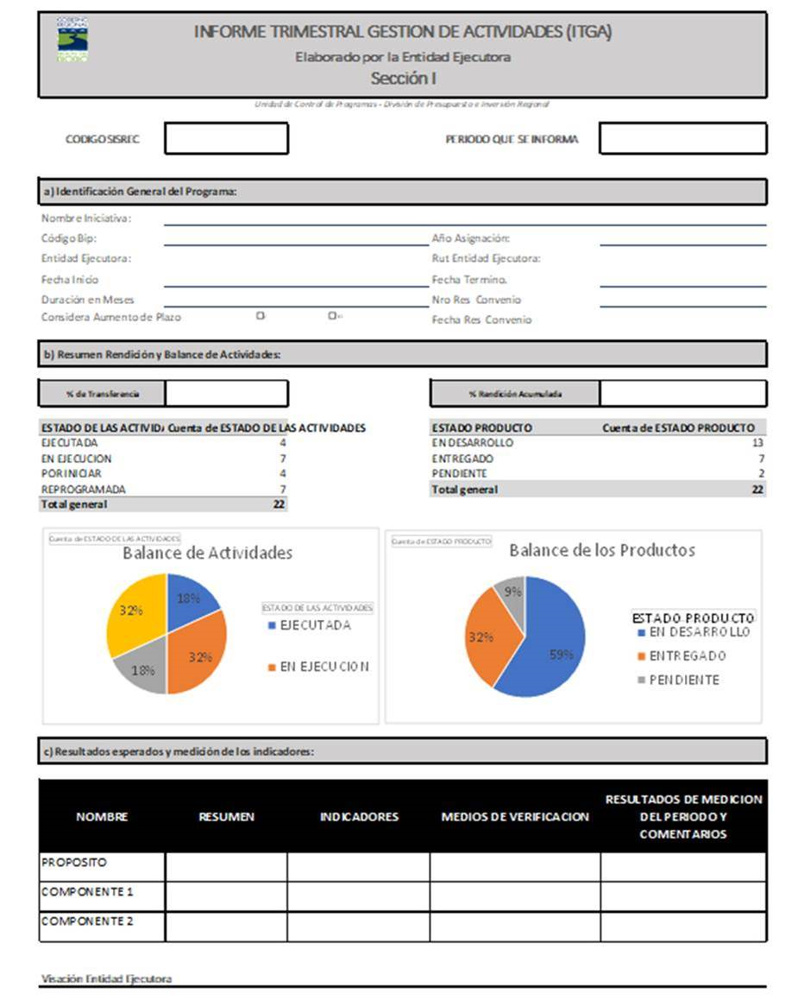 GOBIERNO
REGIONAL
INFORME TRIMESTRAL GESTION DE ACTIVIDADES (ITGA)
Elaborado por la Entidad Ejecutora
Sección I
Unidad de Control de Programas - División de Presupuesto e Inversión Regional
CODIGO SISREC
PERIODO QUE SE INFORMA
a) Identificación General del Programa:
Nombre Iniciativa:
Código Bip: Año Asignación:
Entidad Ejecutora: Rut Entidad Ejecutora:
Fecha Inicio Fecha Termino.
Duración en Meses Nro Res Convenio
Considera Aumento de Plazo Fecha Res Convenio
b) Resumen Rendición y Balance de Actividades:
% de Transferencia % Rendición Acumulada
ESTADO DE LAS ACTIVIDA Cuenta de ESTADO DE LAS ACTIVIDADES
EJECUTADA 4
EN EJECUCION 7
POR INICIAR 4
REPROGRAMADA 7
Total general 22
ESTADO PRODUCTO Cuenta de ESTADO PRODUCTO
EN DESARROLLO 13
ENTREGADO 7
PENDIENTE 2
Total general 22
Cuenta de ESTADO DE LAS ACTIVIDADES
Balance de Actividades
18%
32%
18%
32%
ESTADO DE LAS ACTIVIDADES
EJECUTADA
EN EJECUCION
Cuenta de ESTADO PRODUCTO
Balance de los Productos
9%
32%
59%
ESTADO PRODUCTO
EN DESARROLLO
ENTREGADO
PENDIENTE
c) Resultados esperados y medición de los indicadores:
NOMBRE
RESUMEN
INDICADORES
MEDIOS DE VERIFICACION
RESULTADOS DE MEDICION
DEL PERIODO Y
COMENTARIOS
PROPOSITO
COMPONENTE 1
COMPONENTE 2
Visación Entidad Ejecutora